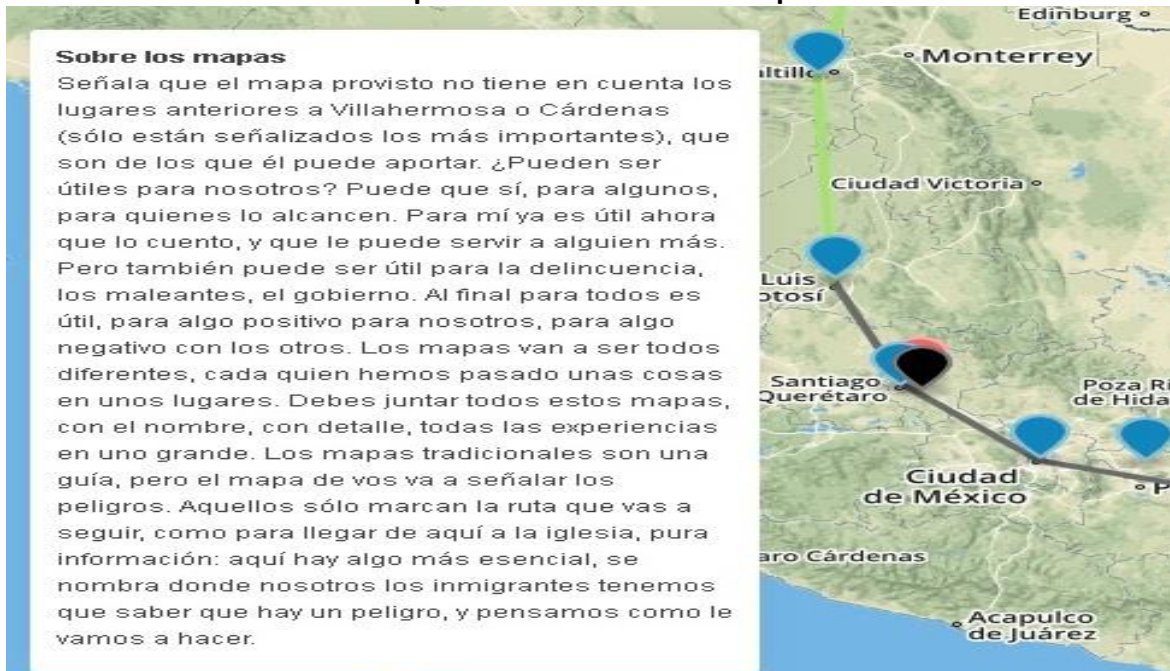 Edinburg
Sobre los mapas
Señala que el mapa provisto no tiene en cuenta los
lugares anteriores a Villahermosa o Cárdenas
(sólo están señalizados los más importantes), que
son de los que él puede aportar. ¿Pueden ser
útiles para nosotros? Puede que sí, para algunos,
para quienes lo alcancen. Para mí ya es útil ahora
que lo cuento, y que le puede servir a alguien más.
Pero también puede ser útil para la delincuencia,
los maleantes, el gobierno. Al final para todos es
útil, para algo positivo para nosotros, para algo
negativo con los otros. Los mapas van a ser todos
diferentes, cada quien hemos pasado unas cosas
en unos lugares. Debes juntar todos estos mapas,
con el nombre, con detalle, todas las experiencias
en uno grande. Los mapas tradicionales son una
guía, pero el mapa de vos va a señalar los
peligros. Aquellos sólo marcan la ruta que vas a
seguir, como para llegar de aquí a la iglesia, pura
información: aquí hay algo más esencial, se
nombra donde nosotros los inmigrantes tenemos
que saber que hay un peligro, y pensamos como le
vamos a hacer.
Monterrey
altillo
Ciudad Victoria
Luis
otosí
Santiago
Querétaro
Poza Ri
de Hida
Ciudad
de México
P
aro Cárdenas
Acapulco
de Juárez